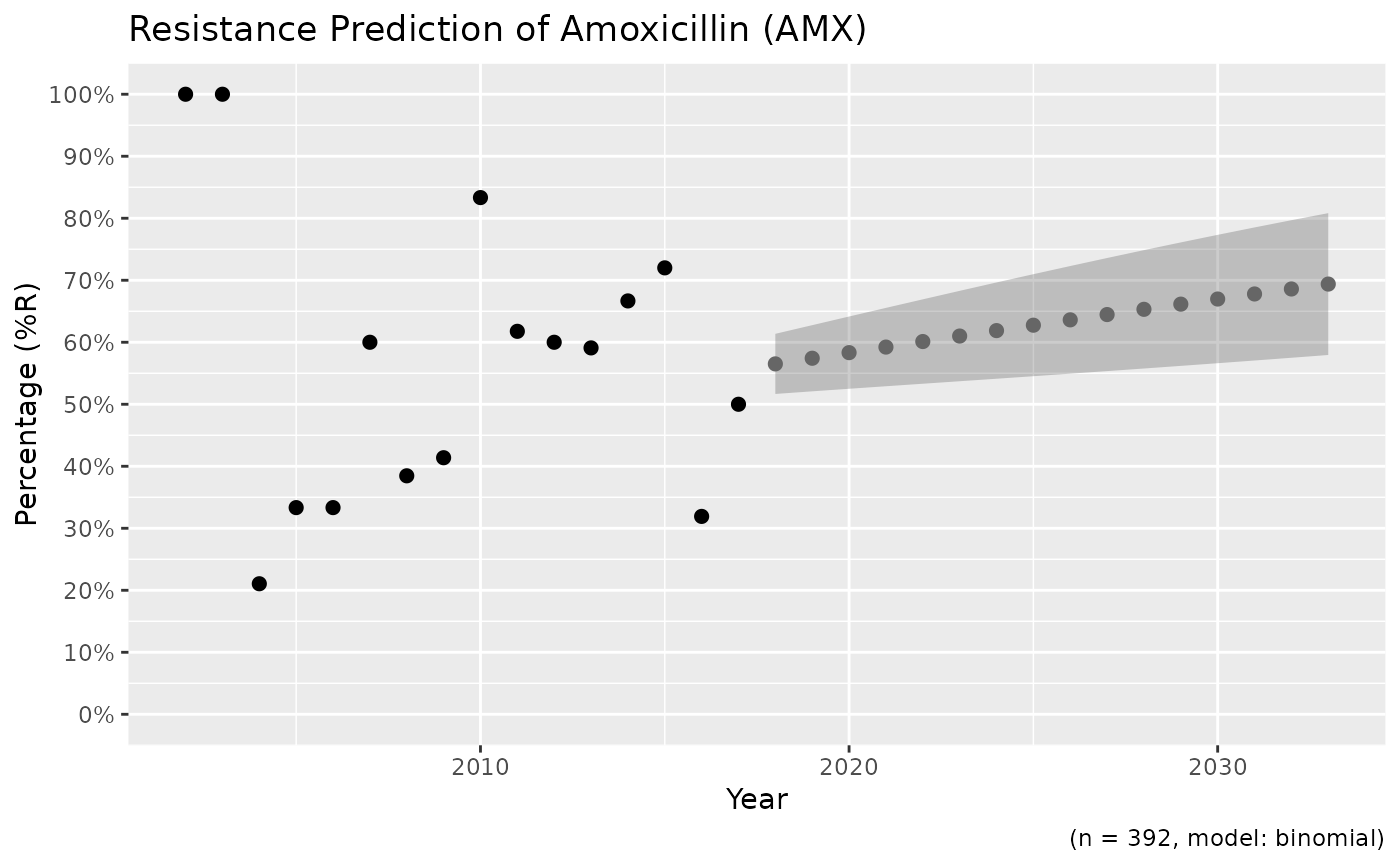 Resistance Prediction of Amoxicillin (AMX)
Percentage (%R)
100%
90%
80%
70%
60%
50%
40%
30%
20%
10%
0%
2010 2020 2030
Year
(n = 392, model: binomial)